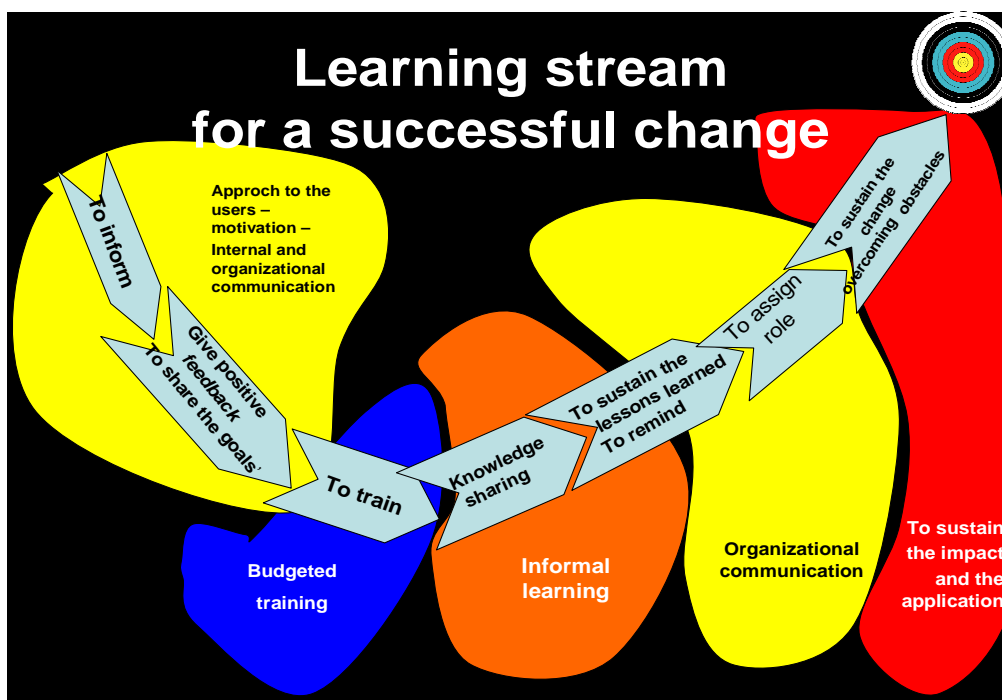 Learning stream
for a successful change
Approch to the
users –
motivation –
Internal and
organizational
communication
To inform
Give positive
feedback
To share the goals’
To train
Knowledge
sharing
To sustain the
lessons learned
To remind
To assign
role
To sustain the
change
overcoming obstacles
Budgeted
training
Informal
learning
Organizational
communication
To sustain
the impact
and the
application